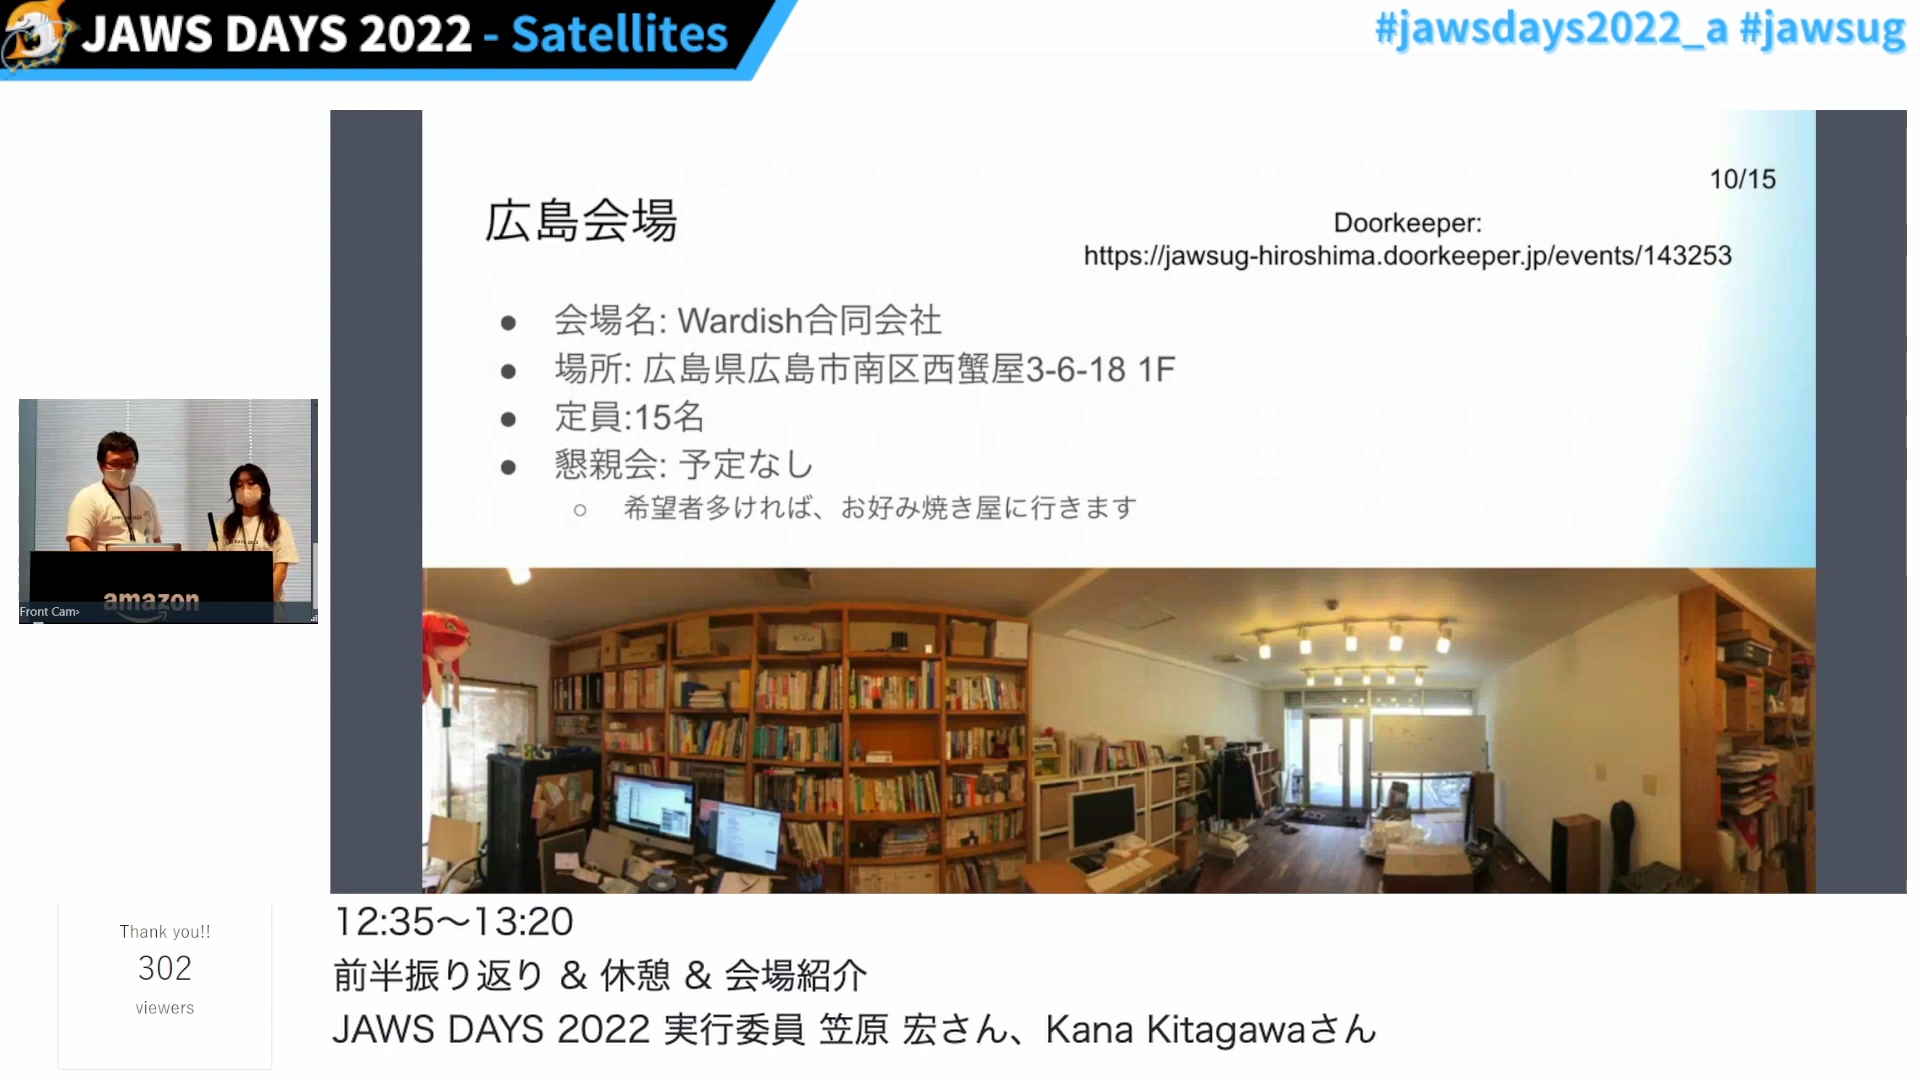 JAWS DAYS 2022 - Satellites
#jawsdays2022_a #jawsug
10/15
広島会場
Doorkeeper:
https://jawsug-hiroshima.doorkeeper.jp/events/143253
● 会場名: Wardish合同会社
● 場所: 広島県広島市南区西蟹屋3-6-18 1F
● 定員:15名
● 懇親会: 予定なし
○ 希望者多ければ、お好み焼き屋に行きます
amazon
Front Cam
Thank you!!
302
viewers
12:35〜13:20
前半振り返り & 休憩 & 会場紹介
JAWS DAYS 2022 実行委員 笠原 宏さん、Kana Kitagawaさん